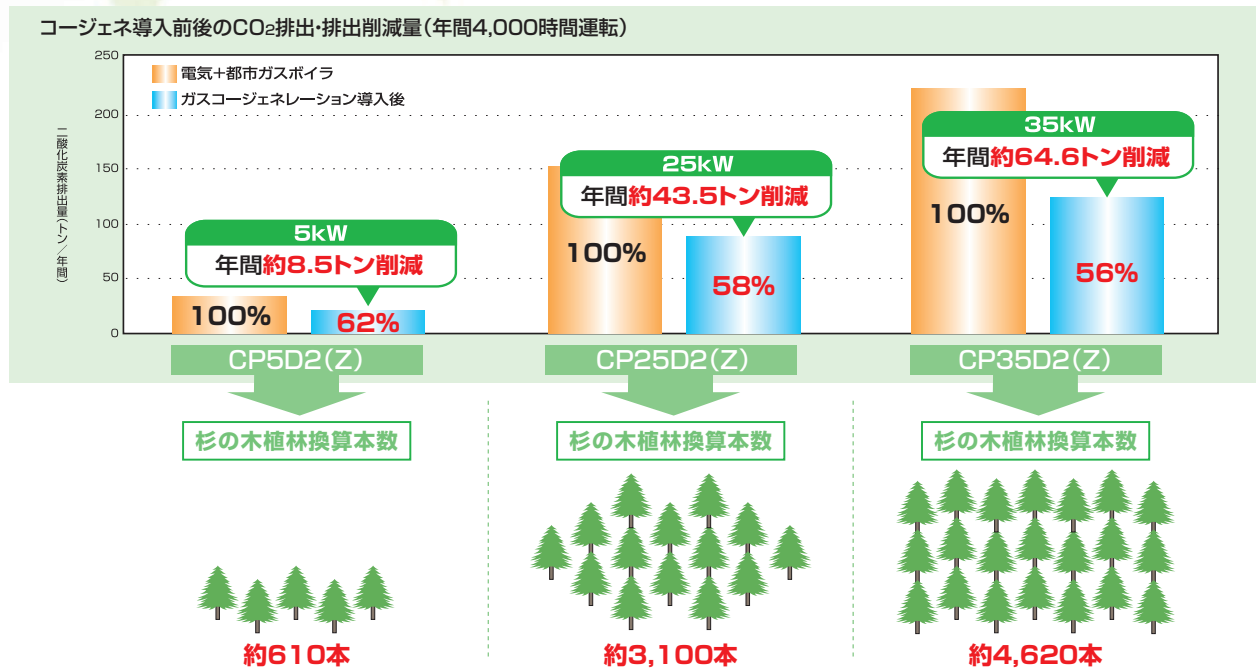 コージェネ導入前後のCO₂排出・排出削減量(年間4,000時間運転)
二酸化炭素排出量(トン/年間)
250
200
150
100
50
0
電気+都市ガスボイラ
ガスコージェネレーション導入後
5kW
年間約8.5トン削減
100%
62%
CP5D2(Z)
25kW
年間約43.5トン削減
100%
58%
CP25D2(Z)
35kW
年間約64.6トン削減
100%
56%
CP35D2(Z)
杉の木植林換算本数
約610本
杉の木植林換算本数
約3,100本
杉の木植林換算本数
約4,620本